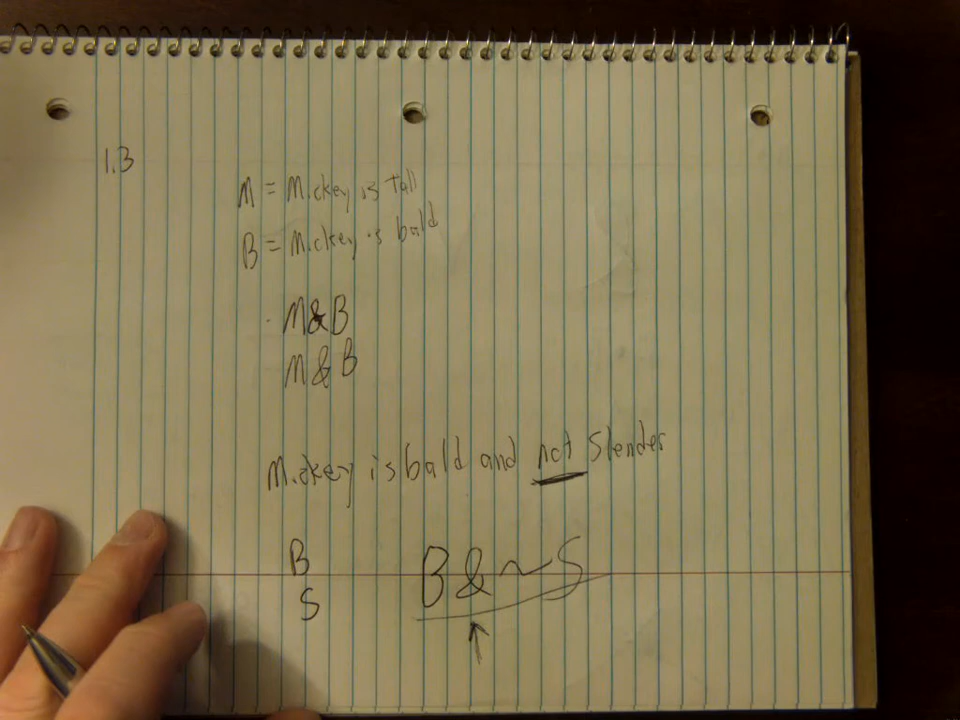 1.3
M = Mickey is tall
B = Mickey is bald
M&B
M&B
Mickey is bald and not Slender
B
S
B&~S